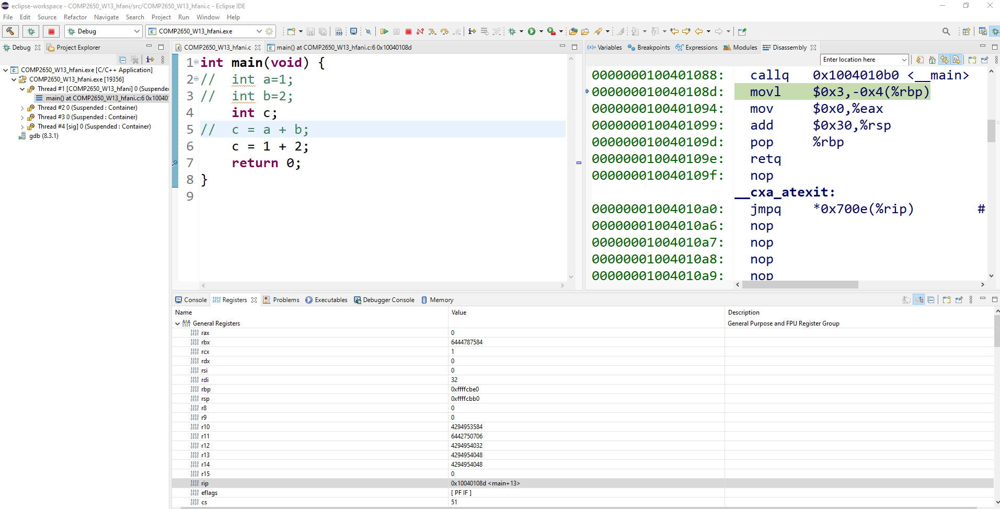 eclipse-workspace - COMP2650_W13_hfani/src/COMP2650_W13_hfani.c - Eclipse IDE
File Edit Source Refactor Navigate Search Project Run Window Help
Debug
COMP2650_W13_hfani.exe
Debug
Project Explorer
COMP2650_W13_hfani.exe [C/C++ Application]
COMP2650_W13_hfani.exe [19356]
Thread #1 [COMP2650_W13_hfani] 0 (Suspende
main() at COMP2650_W13_hfani.c:6 0x10040
Thread #2 0 (Suspended : Container)
Thread #3 0 (Suspended : Container)
Thread #4 [sig] 0 (Suspended : Container)
gdb (8.3.1)
COMP2650_W13_hfani.c
main() at COMP2650_W13_hfani.c:6 0x10040108d
1 int main(void) {
2 // int a=1;
3 // int b=2;
4 int c;
5 // c = a + b;
6 c = 1 + 2;
7 return 0;
8 }
9
(x)= Variables Breakpoints Expressions Modules Disassembly
Enter location here
0000000100401088: callq 0x1004010b0 <__main>
000000010040108d: movl $0x3,-0x4(%rbp)
0000000100401094: mov $0x0,%eax
0000000100401099: add $0x30,%rsp
000000010040109d: pop %rbp
000000010040109e: retq
000000010040109f: nop
__cxa_atexit:
00000001004010a0: jmpq *0x700e(%rip) #
00000001004010a6: nop
00000001004010a7: nop
00000001004010a8: nop
00000001004010a9: nop
Console Registers Problems Executables Debugger Console Memory
Name Value Description
General Registers General Purpose and FPU Register Group
rax 0
rbx 6444787584
rcx 1
rdx 0
rsi 0
rdi 32
rbp 0xffffcbe0
rsp 0xffffcbb0
r8 0
r9 0
r10 4294953584
r11 6442750706
r12 4294954032
r13 4294954048
r14 4294954048
r15 0
rip 0x10040108d <main+13>
eflags [ PF IF ]
cs 51